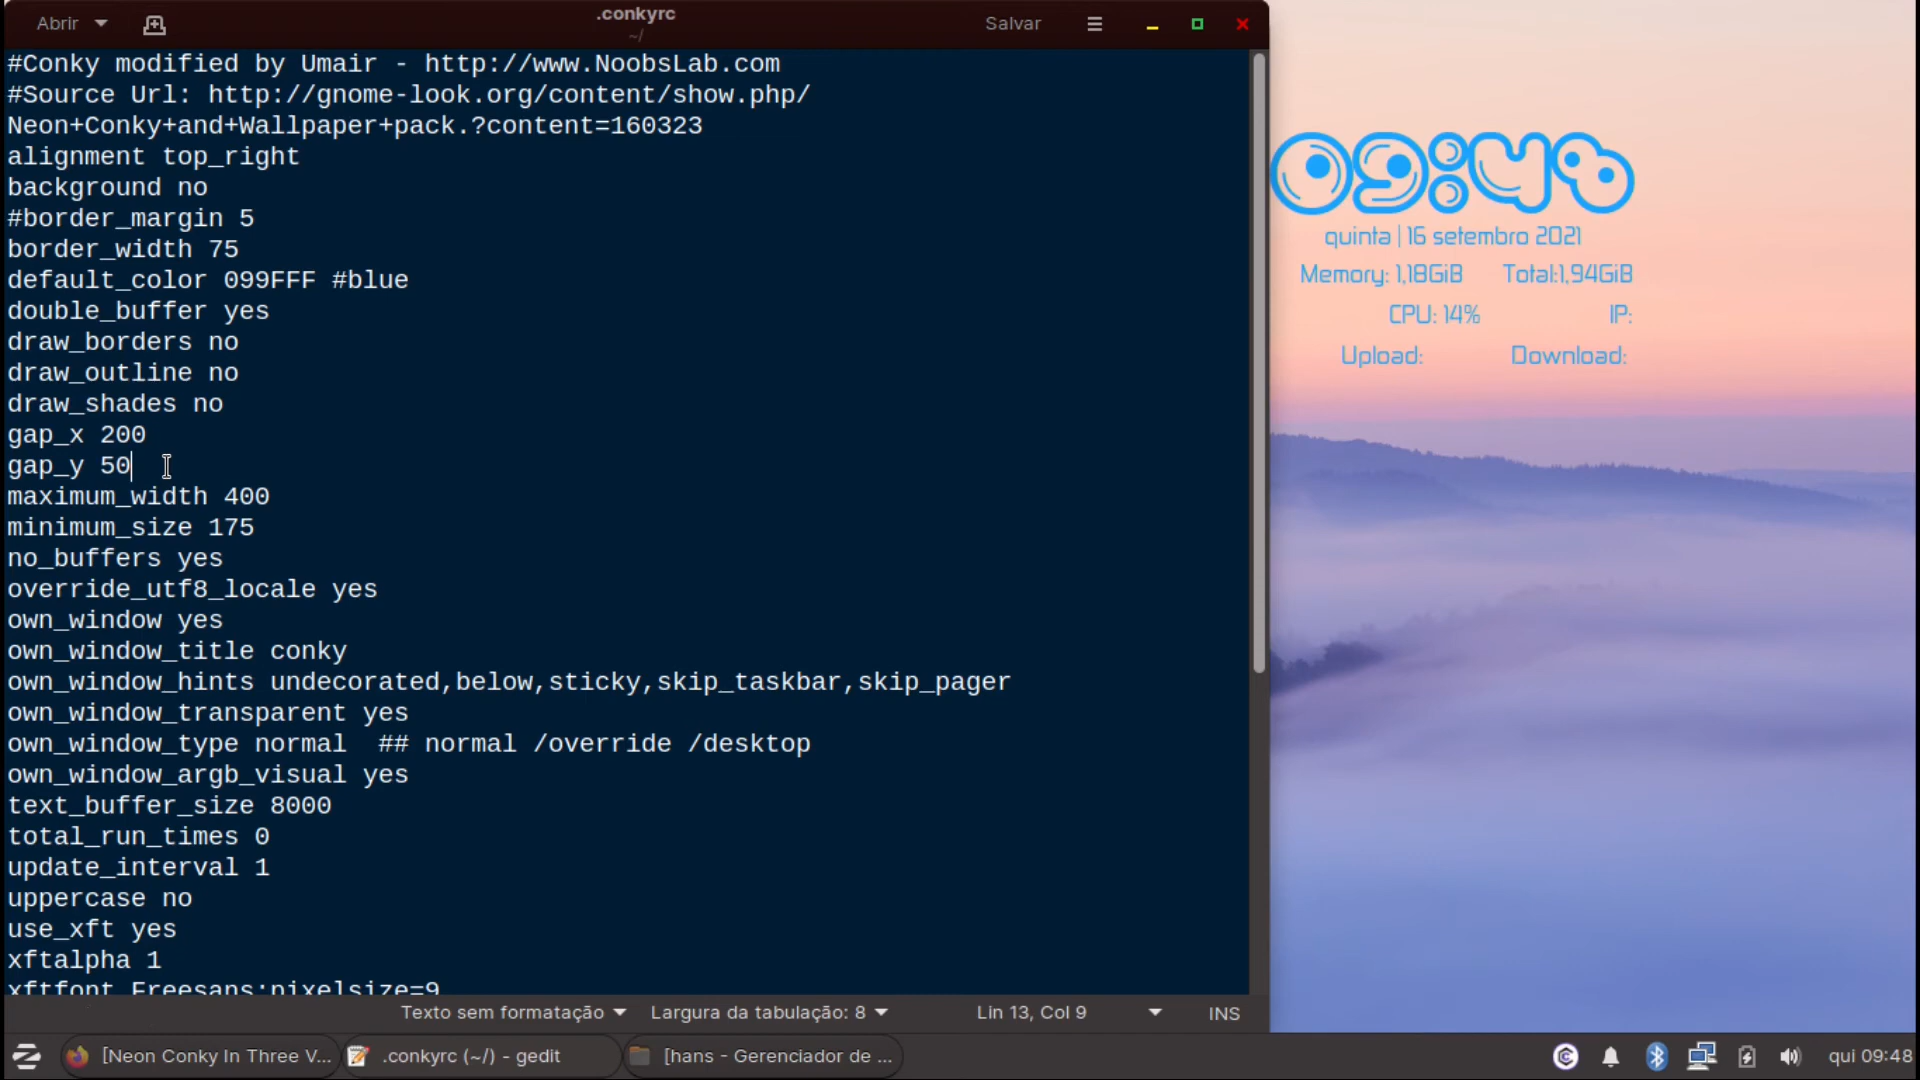 Abrir
.conkyrc
~/
Salvar
#Conky modified by Umair - http://www.NoobsLab.com
#Source Url: http://gnome-look.org/content/show.php/
Neon+Conky+and+Wallpaper+pack.?content=160323
alignment top_right
background no
#border_margin 5
border_width 75
default_color 099FFF #blue
double_buffer yes
draw_borders no
draw_outline no
draw_shades no
gap_x 200
gap_y 50
maximum_width 400
minimum_size 175
no_buffers yes
override_utf8_locale yes
own_window yes
own_window_title conky
own_window_hints undecorated,below,sticky,skip_taskbar,skip_pager
own_window_transparent yes
own_window_type normal  ## normal /override /desktop
own_window_argb_visual yes
text_buffer_size 8000
total_run_times 0
update_interval 1
uppercase no
use_xft yes
xftalpha 1
xftfont Freesans:pixelsize=9
Texto sem formatação
Largura da tabulação: 8
Lin 13, Col 9
INS
09:48
quinta | 16 setembro 2021
Memory: 1,18GiB Total:1,94GiB
CPU: 14% IP:
Upload: Download:
[Neon Conky In Three V...
.conkyrc (~/) - gedit
[hans - Gerenciador de ...
qui 09:48